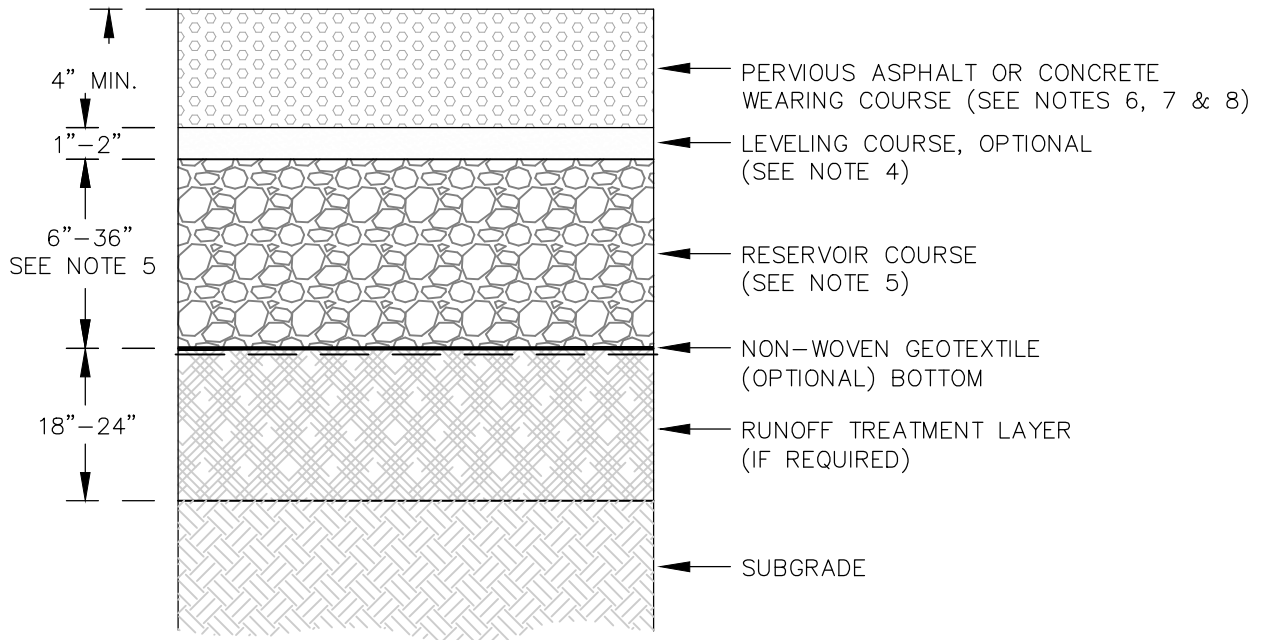 4” MIN.
PERVIOUS ASPHALT OR CONCRETE
WEARING COURSE (SEE NOTES 6, 7 & 8)
1”–2”
LEVELING COURSE, OPTIONAL
(SEE NOTE 4)
6”–36”
SEE NOTE 5
RESERVOIR COURSE
(SEE NOTE 5)
NON–WOVEN GEOTEXTILE
(OPTIONAL) BOTTOM
18”–24”
RUNOFF TREATMENT LAYER
(IF REQUIRED)
SUBGRADE